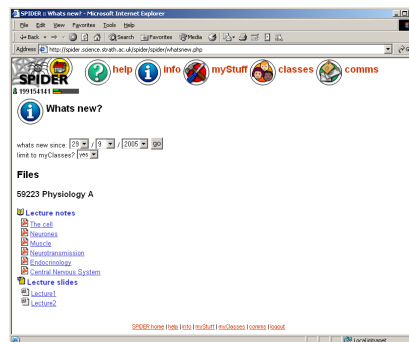 SPIDER :: Whats new? - Microsoft Internet Explorer
File Edit View Favorites Tools Help
Back Search Favorites Media
Address http://spider.science.strath.ac.uk/spider/spider/whatsnew.php
SPIDER help info myStuff classes comms
199154141
Whats new?
whats new since: 29 / 9 / 2005 go
limit to myClasses? yes
Files
59223 Physiology A
Lecture notes
The cell
Neurones
Muscle
Neurotransmission
Endocrinology
Central Nervous System
Lecture slides
Lecture1
Lecture2
SPIDER home | help | info | myStuff | myClasses | comms | logout
Local intranet